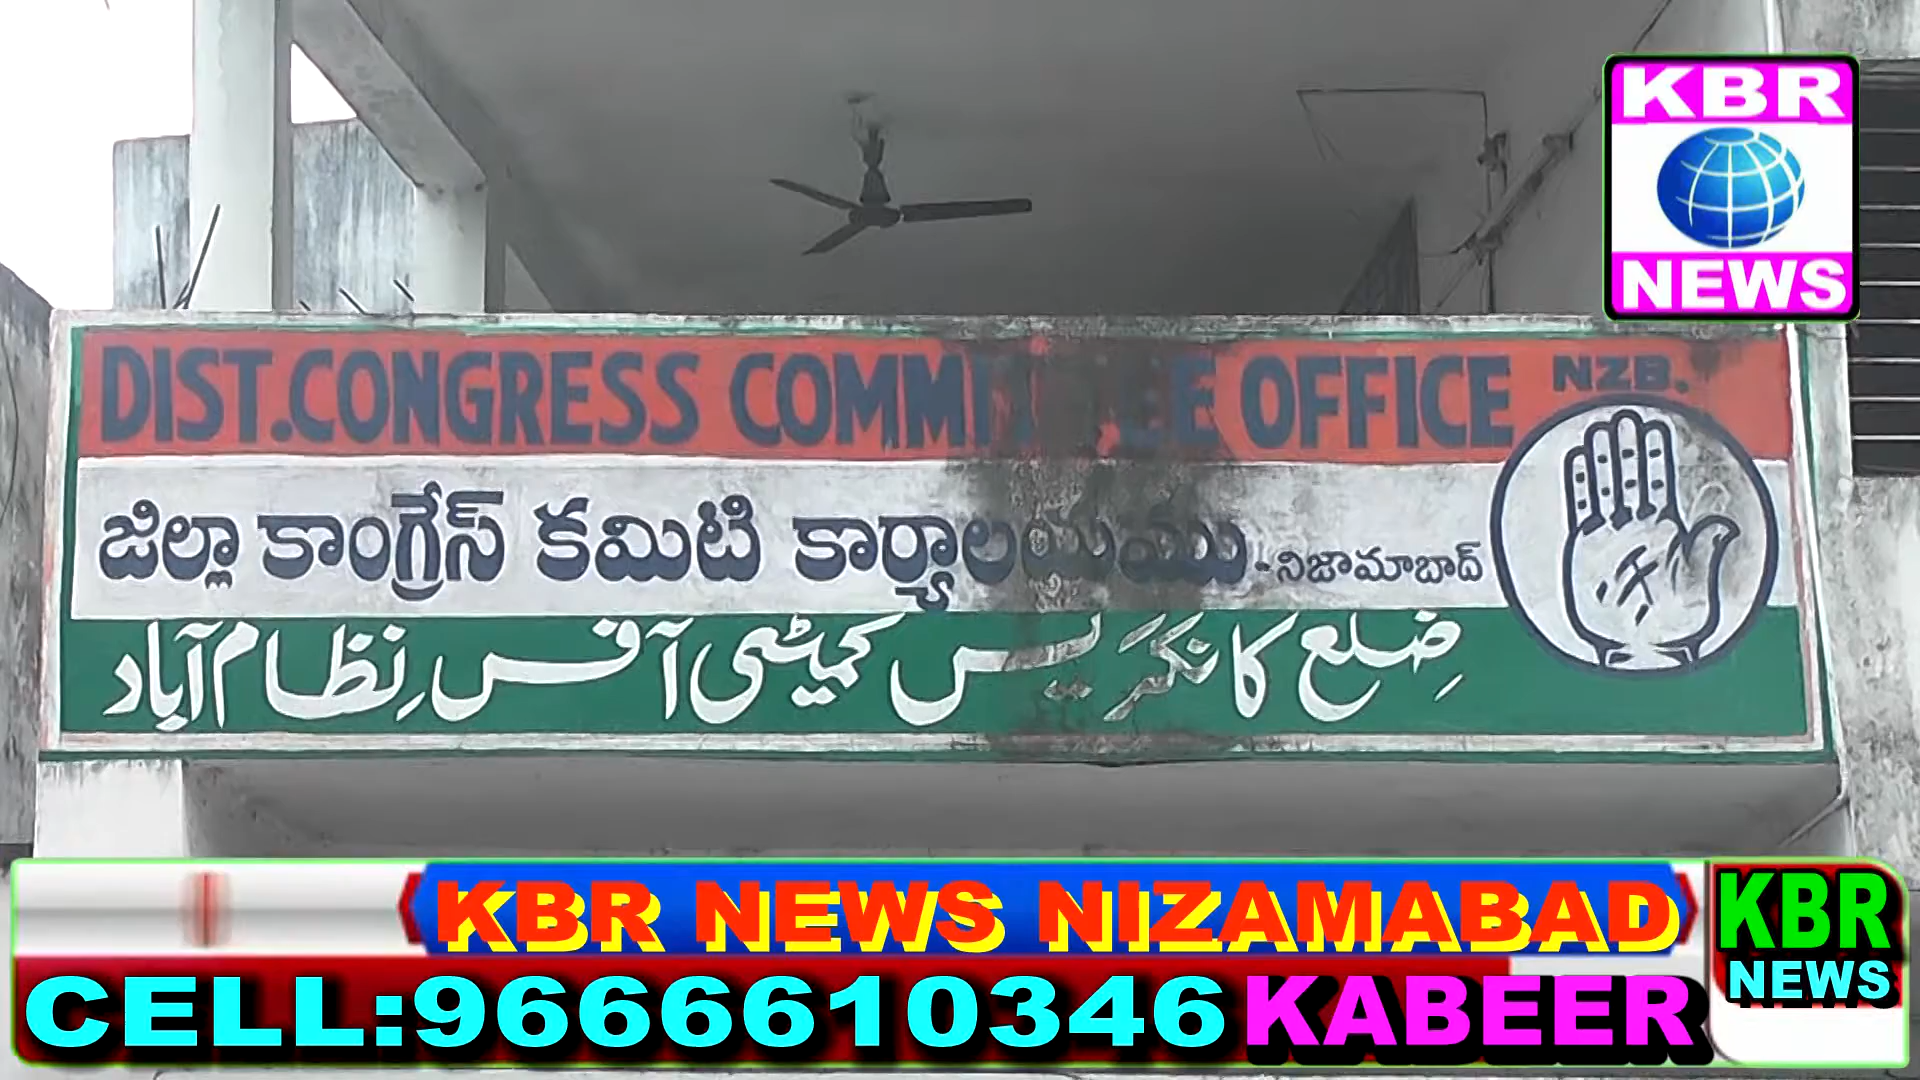 KBR
NEWS
DIST.CONGRESS COMMITTEE OFFICE NZB.
జిల్లా కాంగ్రేస్ కమిటి కార్యాలయము - నిజామాబాద్
ضلع کانگریس کمیٹی آفس نظام آباد
KBR NEWS NIZAMABAD
KBR
NEWS
CELL:9666610346 KABEER